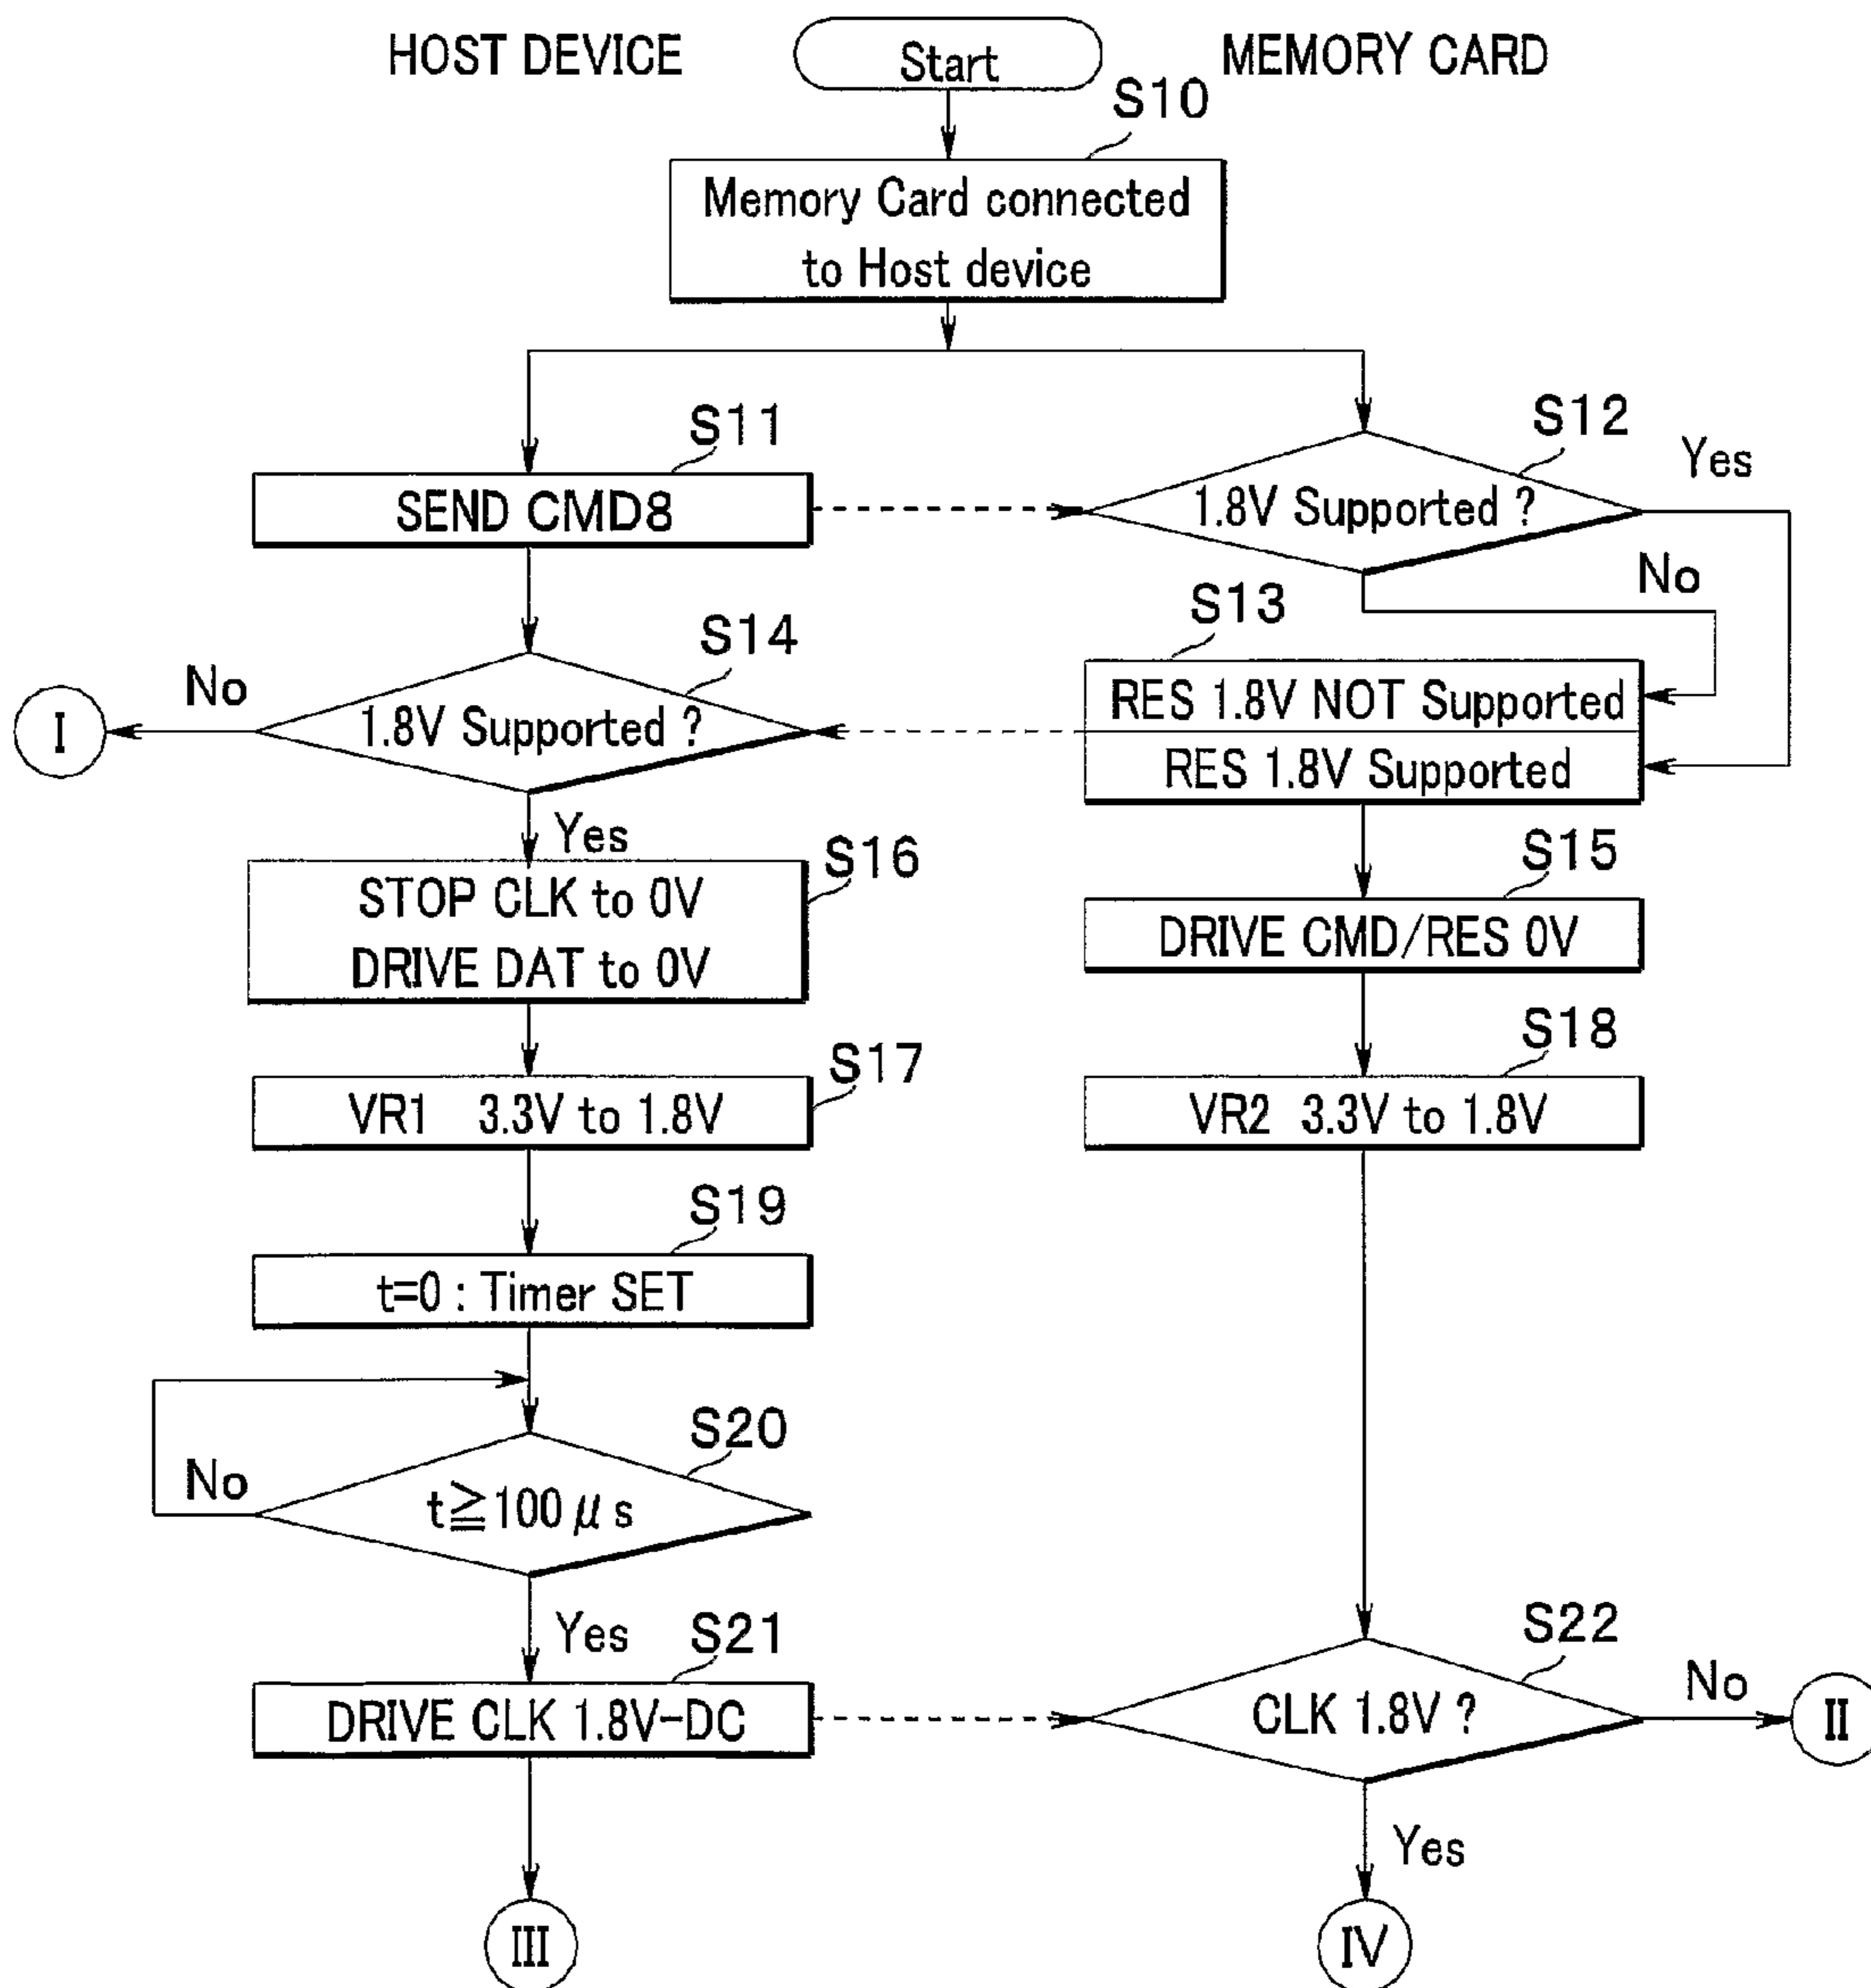 HOST DEVICE
Start
MEMORY CARD
S10
Memory Card connected
to Host device
S11
SEND CMD8
S12
1.8V Supported ?
Yes
No
S13
RES 1.8V NOT Supported
RES 1.8V Supported
S14
1.8V Supported ?
No
I
Yes
S16
STOP CLK to 0V
DRIVE DAT to 0V
S15
DRIVE CMD/RES 0V
S17
VR1 3.3V to 1.8V
S18
VR2 3.3V to 1.8V
S19
t=0 : Timer SET
S20
t≧100 μ s
No
Yes
S21
DRIVE CLK 1.8V-DC
S22
CLK 1.8V ?
No
II
Yes
III
IV